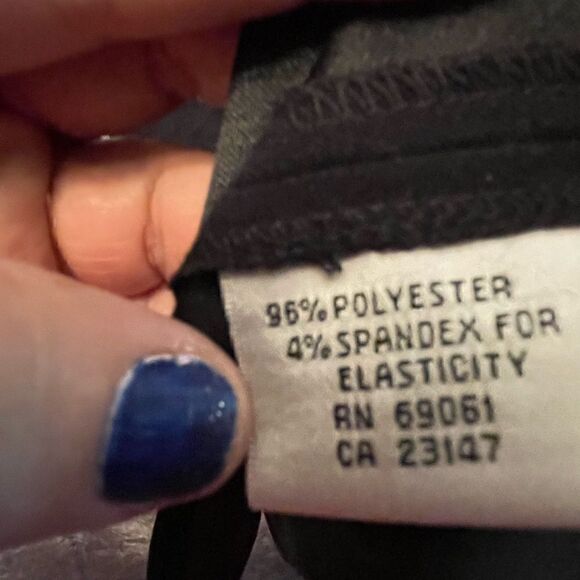 96% POLYESTER
4% SPANDEX FOR
ELASTICITY
RN 69061
CA 23147